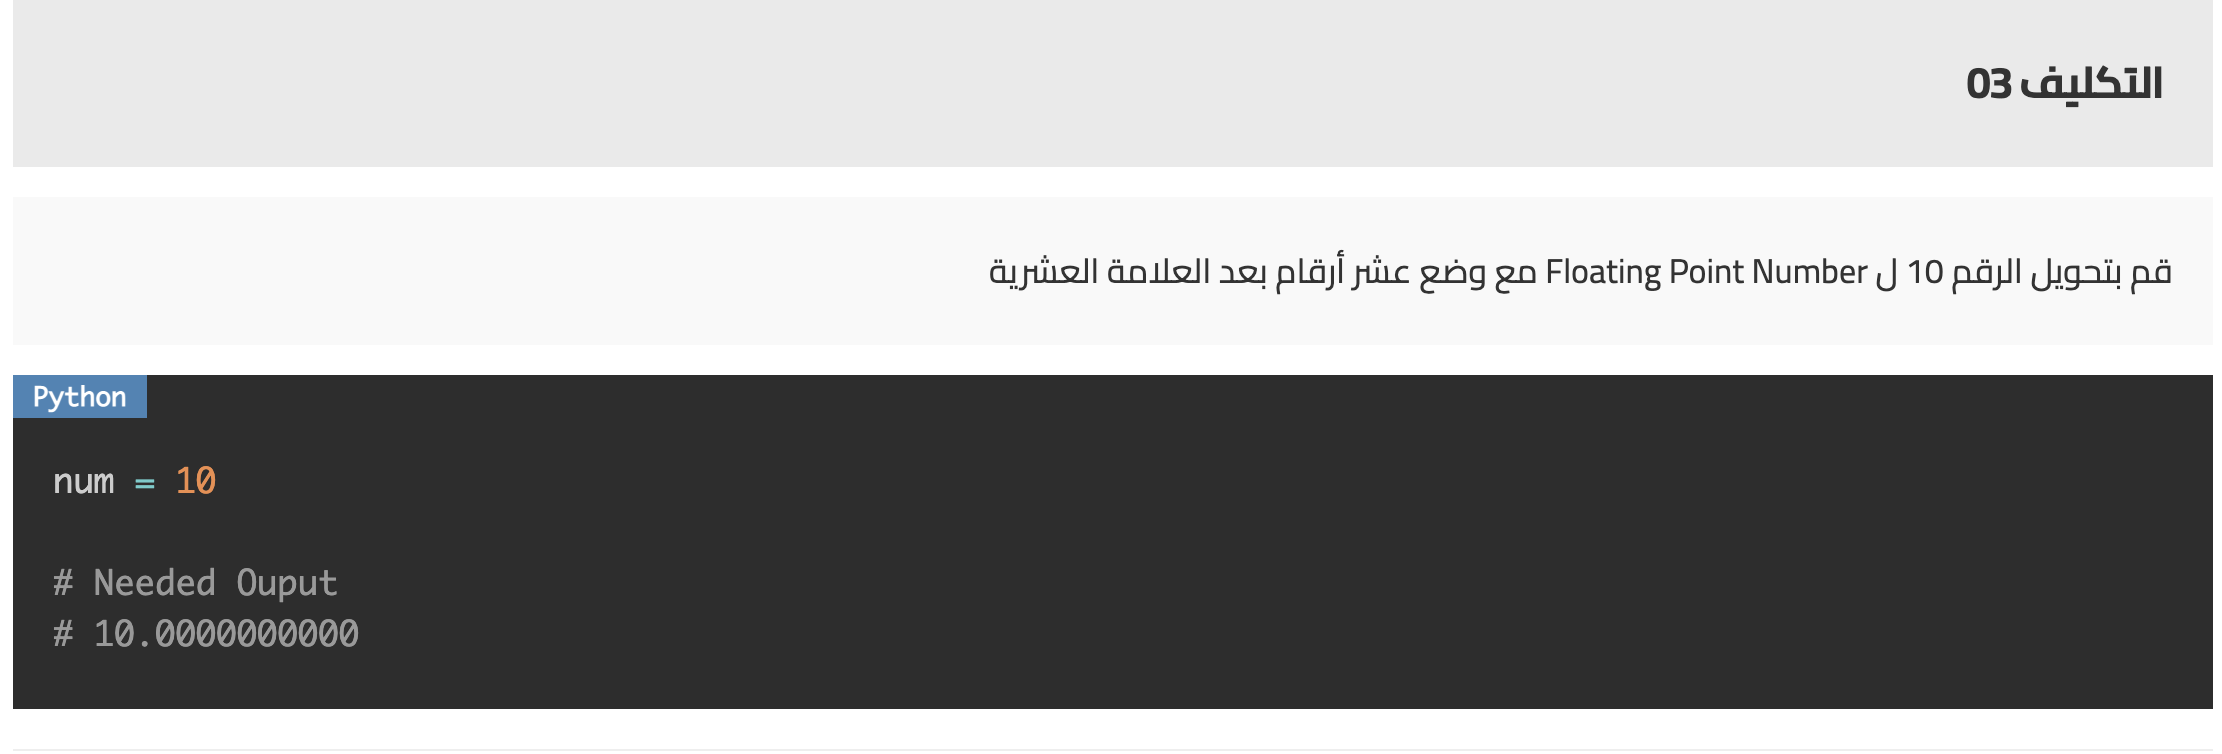 التكليف 03
قم بتحويل الرقم 10 ل Floating Point Number مع وضع عشر أرقام بعد العلامة العشرية
Python
num = 10
# Needed Ouput
# 10.0000000000